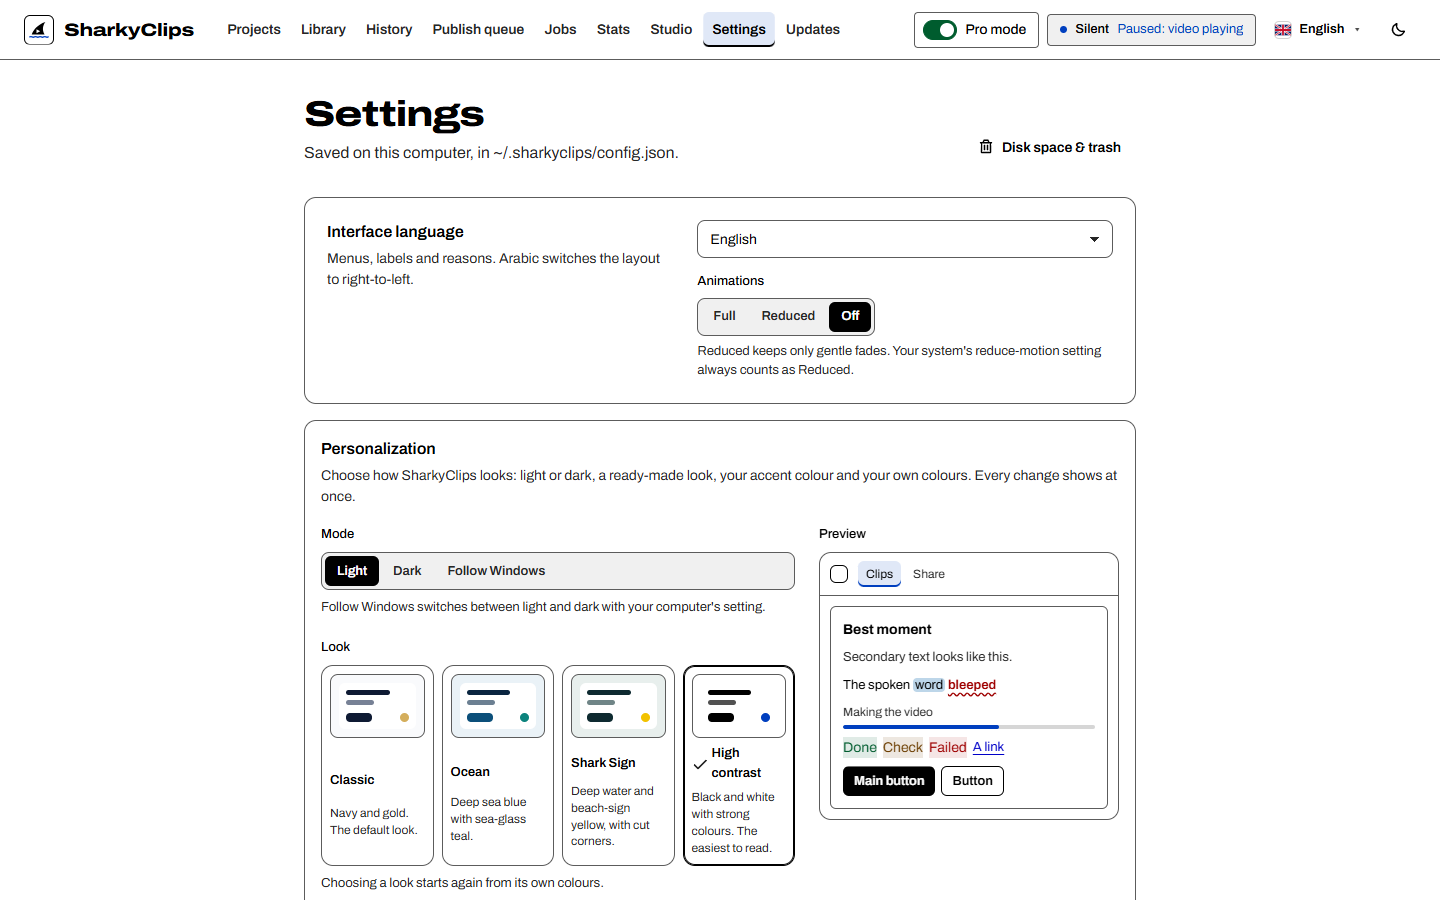 SharkyClips
Projects
Library
History
Publish queue
Jobs
Stats
Studio
Settings
Updates
Pro mode
Silent Paused: video playing
English
Settings
Saved on this computer, in ~/.sharkyclips/config.json.
Disk space & trash
Interface language
Menus, labels and reasons. Arabic switches the layout
to right-to-left.
English
Animations
Full
Reduced
Off
Reduced keeps only gentle fades. Your system's reduce-motion setting
always counts as Reduced.
Personalization
Choose how SharkyClips looks: light or dark, a ready-made look, your accent colour and your own colours. Every change shows at
once.
Mode
Light
Dark
Follow Windows
Follow Windows switches between light and dark with your computer's setting.
Look
Classic
Navy and gold.
The default look.
Ocean
Deep sea blue
with sea-glass
teal.
Shark Sign
Deep water and
beach-sign
yellow, with cut
corners.
High
contrast
Black and white
with strong
colours. The
easiest to read.
Choosing a look starts again from its own colours.
Preview
Clips
Share
Best moment
Secondary text looks like this.
The spoken word bleeped
Making the video
Done Check Failed A link
Main button
Button